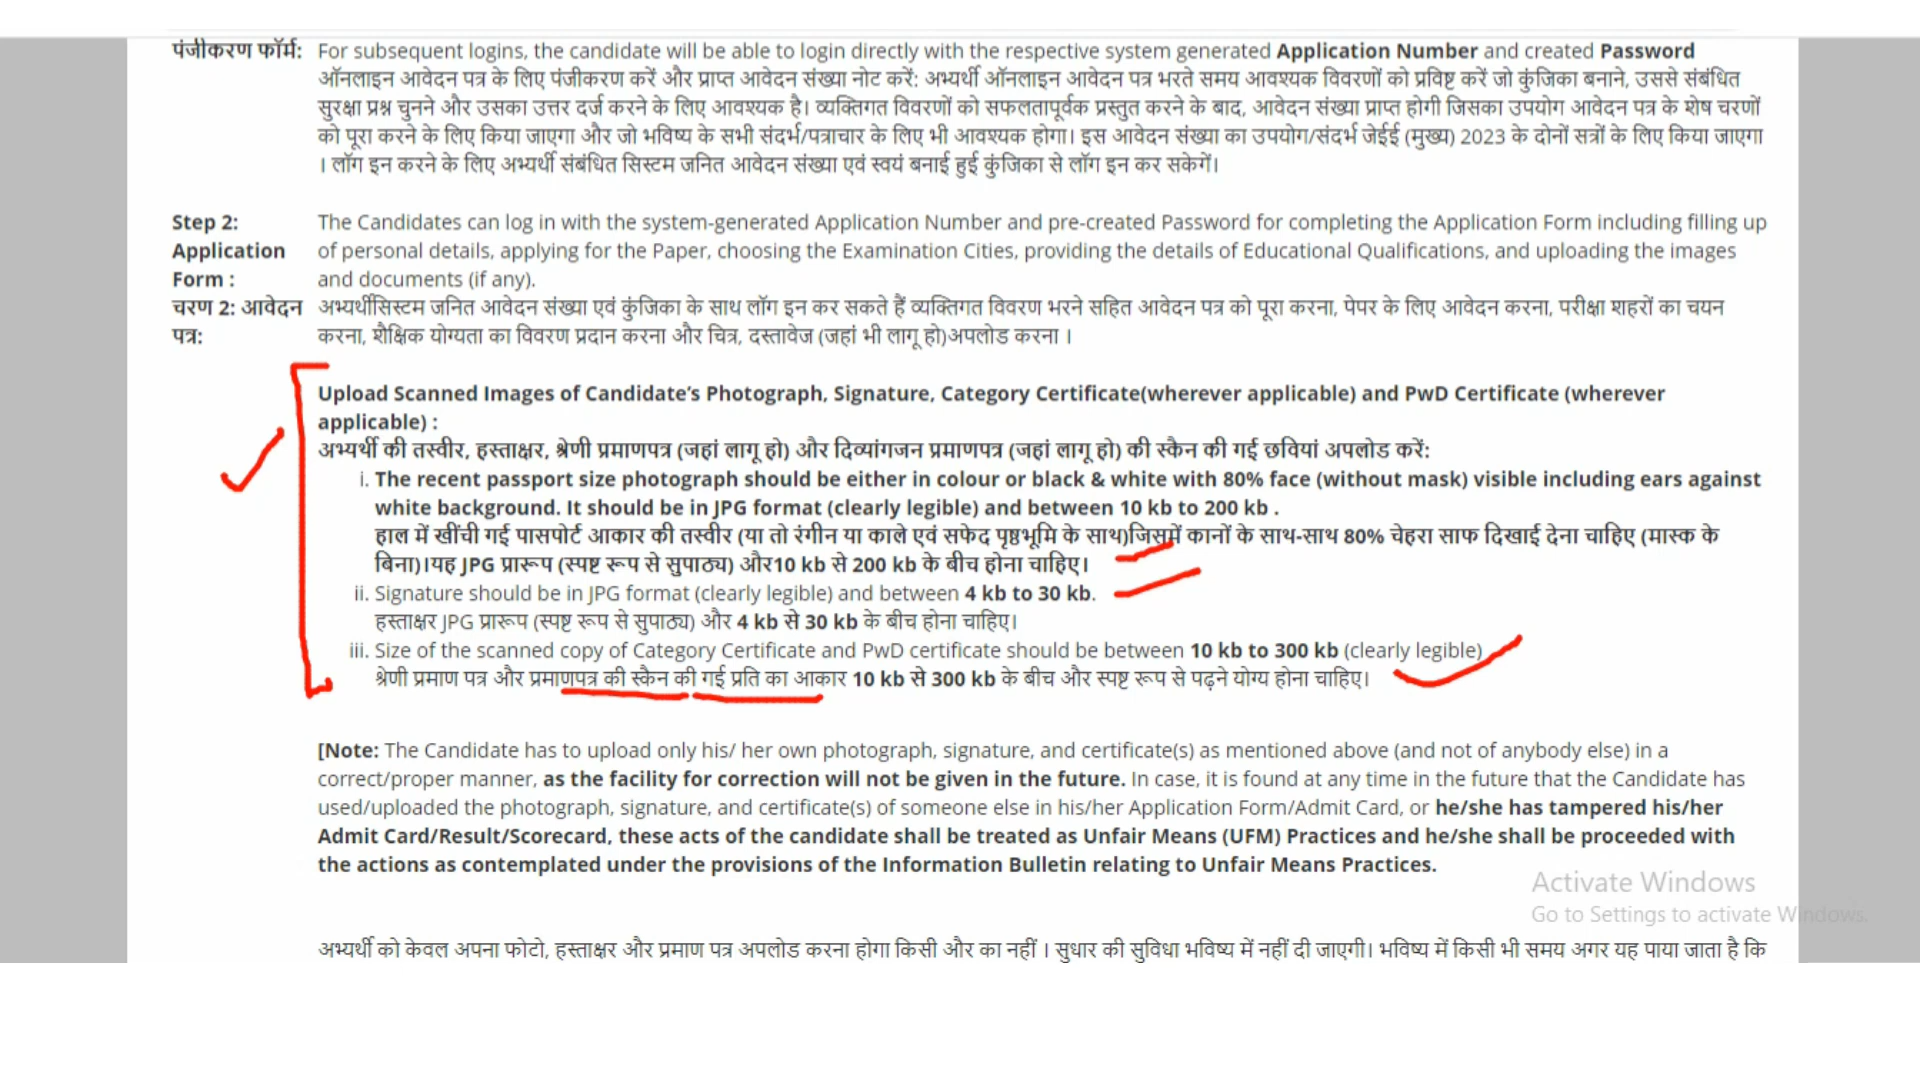 पंजीकरण फॉर्म: For subsequent logins, the candidate will be able to login directly with the respective system generated Application Number and created Password
ऑनलाइन आवेदन पत्र के लिए पंजीकरण करें और प्राप्त आवेदन संख्या नोट करें: अभ्यर्थी ऑनलाइन आवेदन पत्र भरते समय आवश्यक विवरणों को प्रविष्ट करें जो कुंजिका बनाने, उससे संबंधित
सुरक्षा प्रश्न चुनने और उसका उत्तर दर्ज करने के लिए आवश्यक है। व्यक्तिगत विवरणों को सफलतापूर्वक प्रस्तुत करने के बाद, आवेदन संख्या प्राप्त होगी जिसका उपयोग आवेदन पत्र के शेष चरणों
को पूरा करने के लिए किया जाएगा और जो भविष्य के सभी संदर्भ/पत्राचार के लिए भी आवश्यक होगा। इस आवेदन संख्या का उपयोग/संदर्भ जेईई (मुख्य) 2023 के दोनों सत्रों के लिए किया जाएगा
। लॉग इन करने के लिए अभ्यर्थी संबंधित सिस्टम जनित आवेदन संख्या एवं स्वयं बनाई हुई कुंजिका से लॉग इन कर सकेगें।
Step 2: The Candidates can log in with the system-generated Application Number and pre-created Password for completing the Application Form including filling up
Application of personal details, applying for the Paper, choosing the Examination Cities, providing the details of Educational Qualifications, and uploading the images
Form : and documents (if any).
चरण 2: आवेदन अभ्यर्थीसिस्टम जनित आवेदन संख्या एवं कुंजिका के साथ लॉग इन कर सकते हैं व्यक्तिगत विवरण भरने सहित आवेदन पत्र को पूरा करना, पेपर के लिए आवेदन करना, परीक्षा शहरों का चयन
पत्र: करना, शैक्षिक योग्यता का विवरण प्रदान करना और चित्र, दस्तावेज (जहां भी लागू हो)अपलोड करना ।
Upload Scanned Images of Candidate’s Photograph, Signature, Category Certificate(wherever applicable) and PwD Certificate (wherever
applicable) :
अभ्यर्थी की तस्वीर, हस्ताक्षर, श्रेणी प्रमाणपत्र (जहां लागू हो) और दिव्यांगजन प्रमाणपत्र (जहां लागू हो) की स्कैन की गई छवियां अपलोड करें:
i. The recent passport size photograph should be either in colour or black & white with 80% face (without mask) visible including ears against
white background. It should be in JPG format (clearly legible) and between 10 kb to 200 kb .
हाल में खींची गई पासपोर्ट आकार की तस्वीर (या तो रंगीन या काले एवं सफेद पृष्ठभूमि के साथ)जिसमें कानों के साथ-साथ 80% चेहरा साफ दिखाई देना चाहिए (मास्क के
बिना)।यह JPG प्रारूप (स्पष्ट रूप से सुपाठ्य) और10 kb से 200 kb के बीच होना चाहिए।
ii. Signature should be in JPG format (clearly legible) and between 4 kb to 30 kb.
हस्ताक्षर JPG प्रारूप (स्पष्ट रूप से सुपाठ्य) और 4 kb से 30 kb के बीच होना चाहिए।
iii. Size of the scanned copy of Category Certificate and PwD certificate should be between 10 kb to 300 kb (clearly legible)
श्रेणी प्रमाण पत्र और प्रमाणपत्र की स्कैन की गई प्रति का आकार 10 kb से 300 kb के बीच और स्पष्ट रूप से पढ़ने योग्य होना चाहिए।
[Note: The Candidate has to upload only his/ her own photograph, signature, and certificate(s) as mentioned above (and not of anybody else) in a
correct/proper manner, as the facility for correction will not be given in the future. In case, it is found at any time in the future that the Candidate has
used/uploaded the photograph, signature, and certificate(s) of someone else in his/her Application Form/Admit Card, or he/she has tampered his/her
Admit Card/Result/Scorecard, these acts of the candidate shall be treated as Unfair Means (UFM) Practices and he/she shall be proceeded with
the actions as contemplated under the provisions of the Information Bulletin relating to Unfair Means Practices.
Activate Windows
Go to Settings to activate Windows.
अभ्यर्थी को केवल अपना फोटो, हस्ताक्षर और प्रमाण पत्र अपलोड करना होगा किसी और का नहीं । सुधार की सुविधा भविष्य में नहीं दी जाएगी। भविष्य में किसी भी समय अगर यह पाया जाता है कि